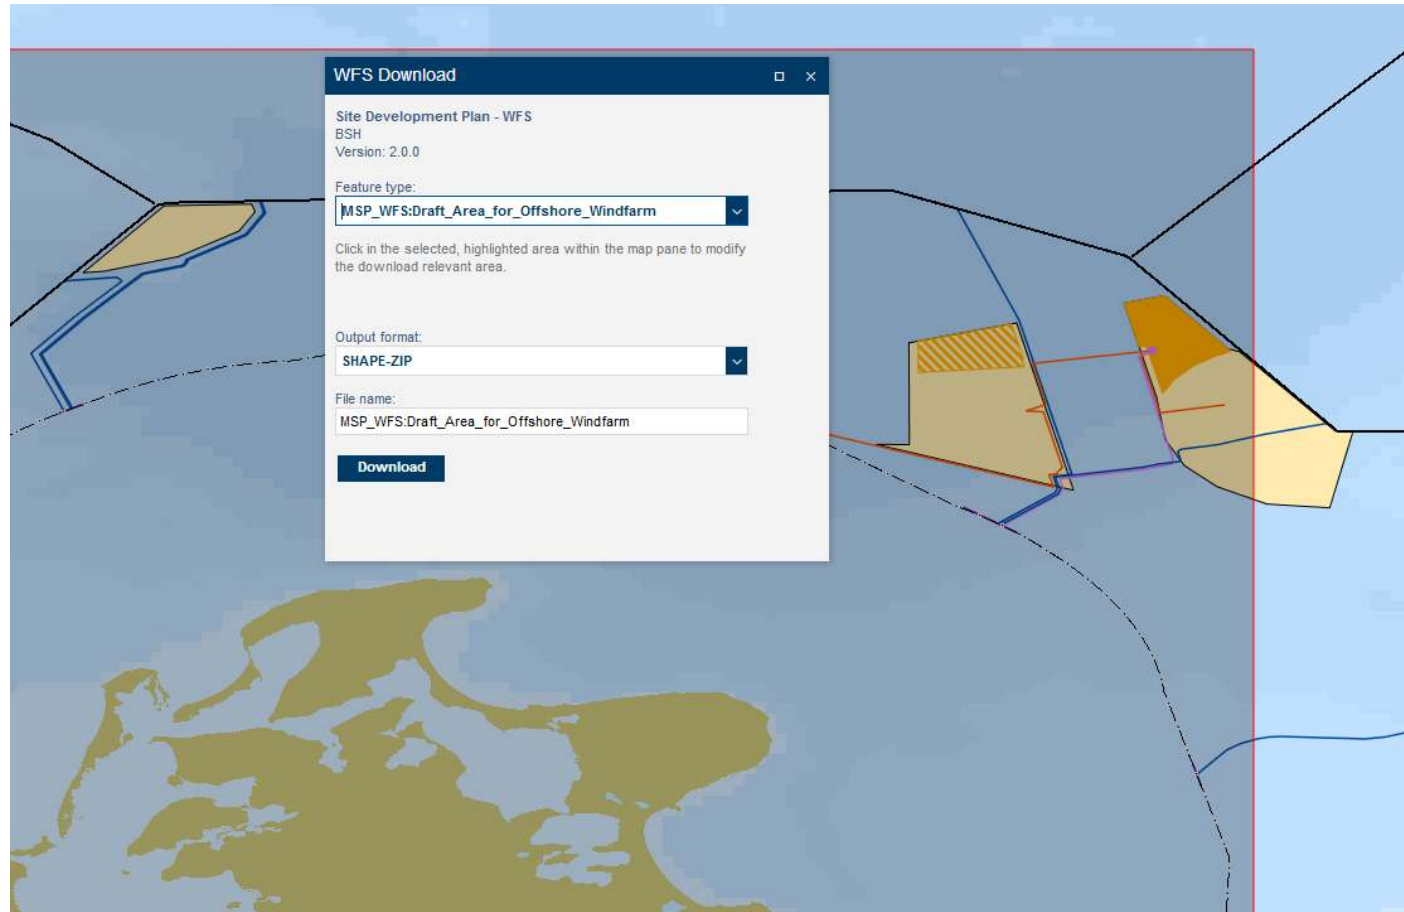 WFS Download
Site Development Plan - WFS
BSH
Version: 2.0.0
Feature type:
MSP_WFS:Draft_Area_for_Offshore_Windfarm
Click in the selected, highlighted area within the map pane to modify
the download relevant area.
Output format:
SHAPE-ZIP
File name:
MSP_WFS:Draft_Area_for_Offshore_Windfarm
Download